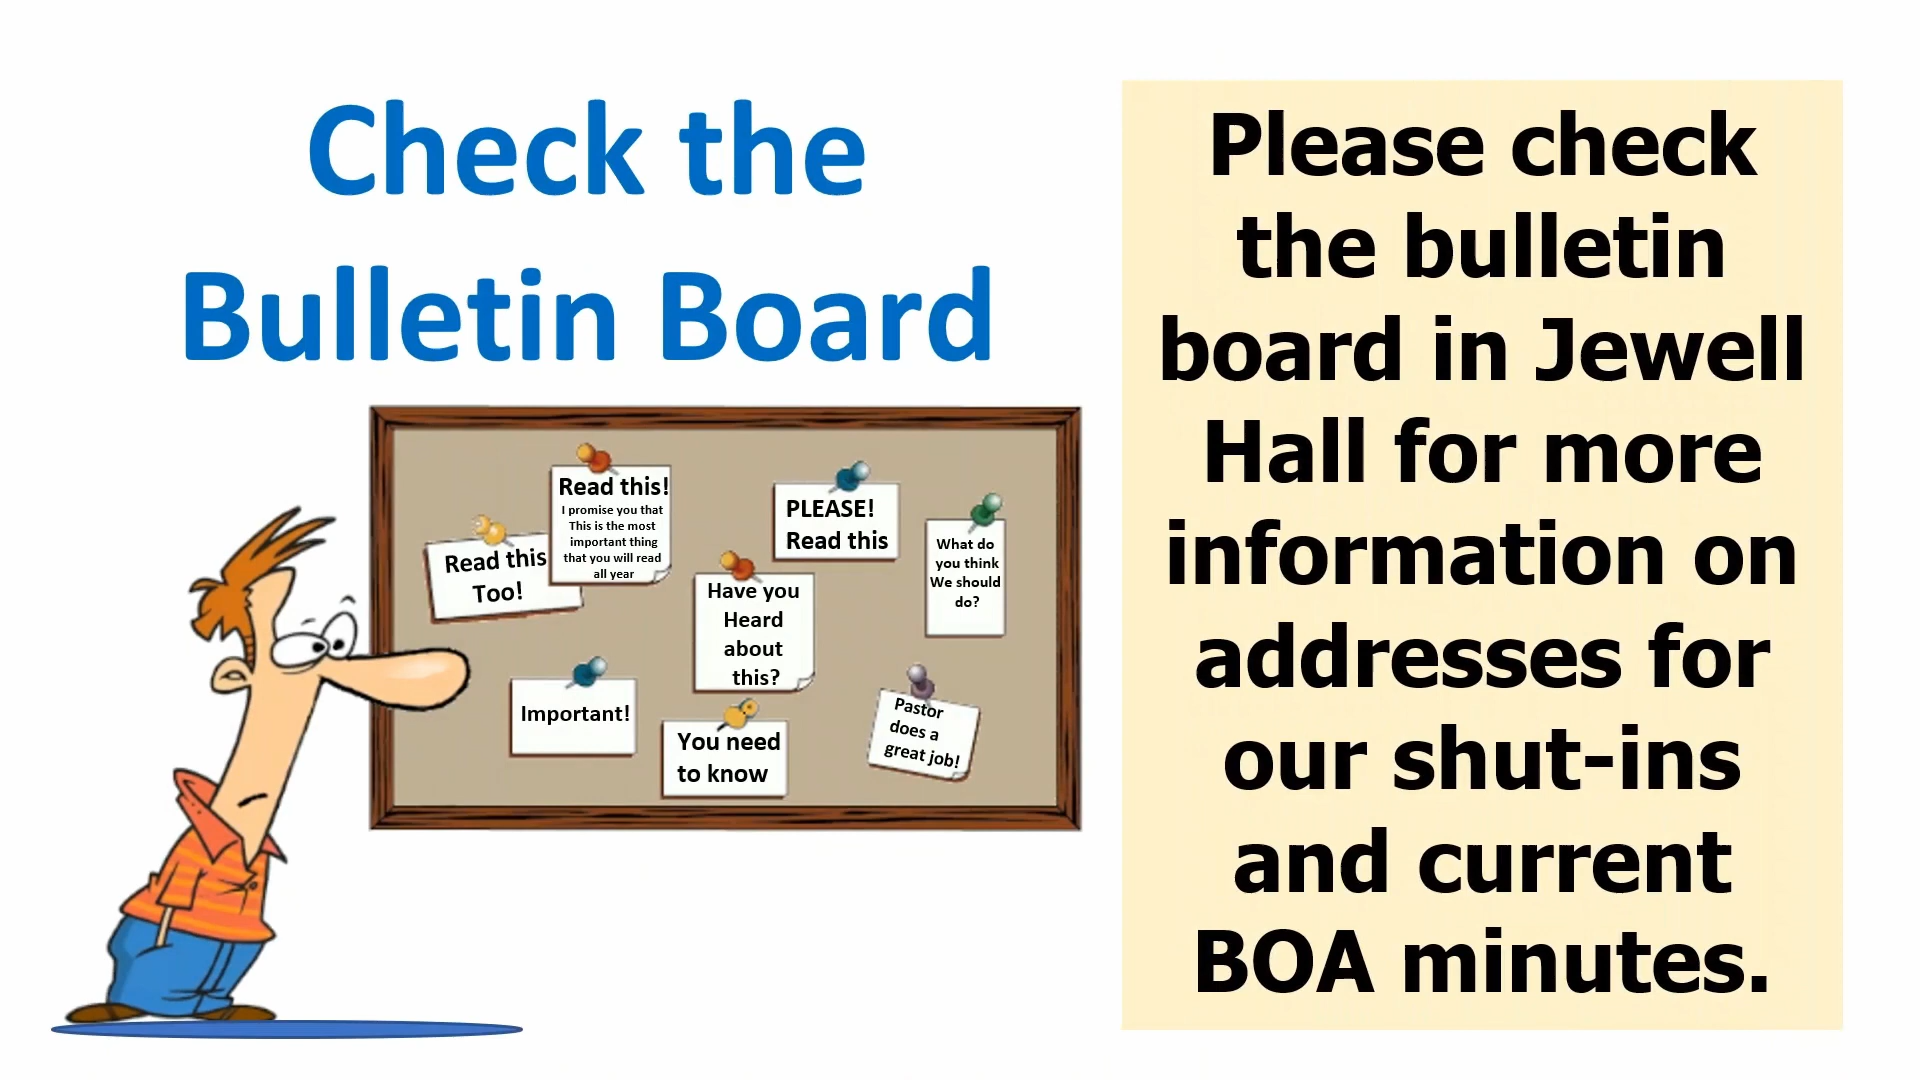 Check the
Bulletin Board
Read this!
I promise you that
This is the most
important thing
that you will read
all year
Read this
Too!
PLEASE!
Read this
What do
you think
We should
do?
Have you
Heard
about
this?
Important!
You need
to know
Pastor
does a
great job!
Please check
the bulletin
board in Jewell
Hall for more
information on
addresses for
our shut-ins
and current
BOA minutes.